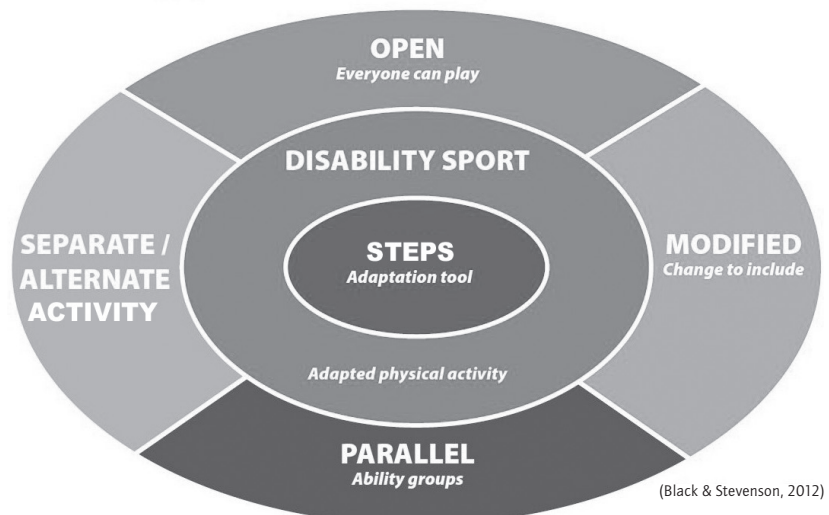 OPEN
Everyone can play
DISABILITY SPORT
SEPARATE /
ALTERNATE
ACTIVITY
STEPS
Adaptation tool
MODIFIED
Change to include
Adapted physical activity
PARALLEL
Ability groups
(Black & Stevenson, 2012)